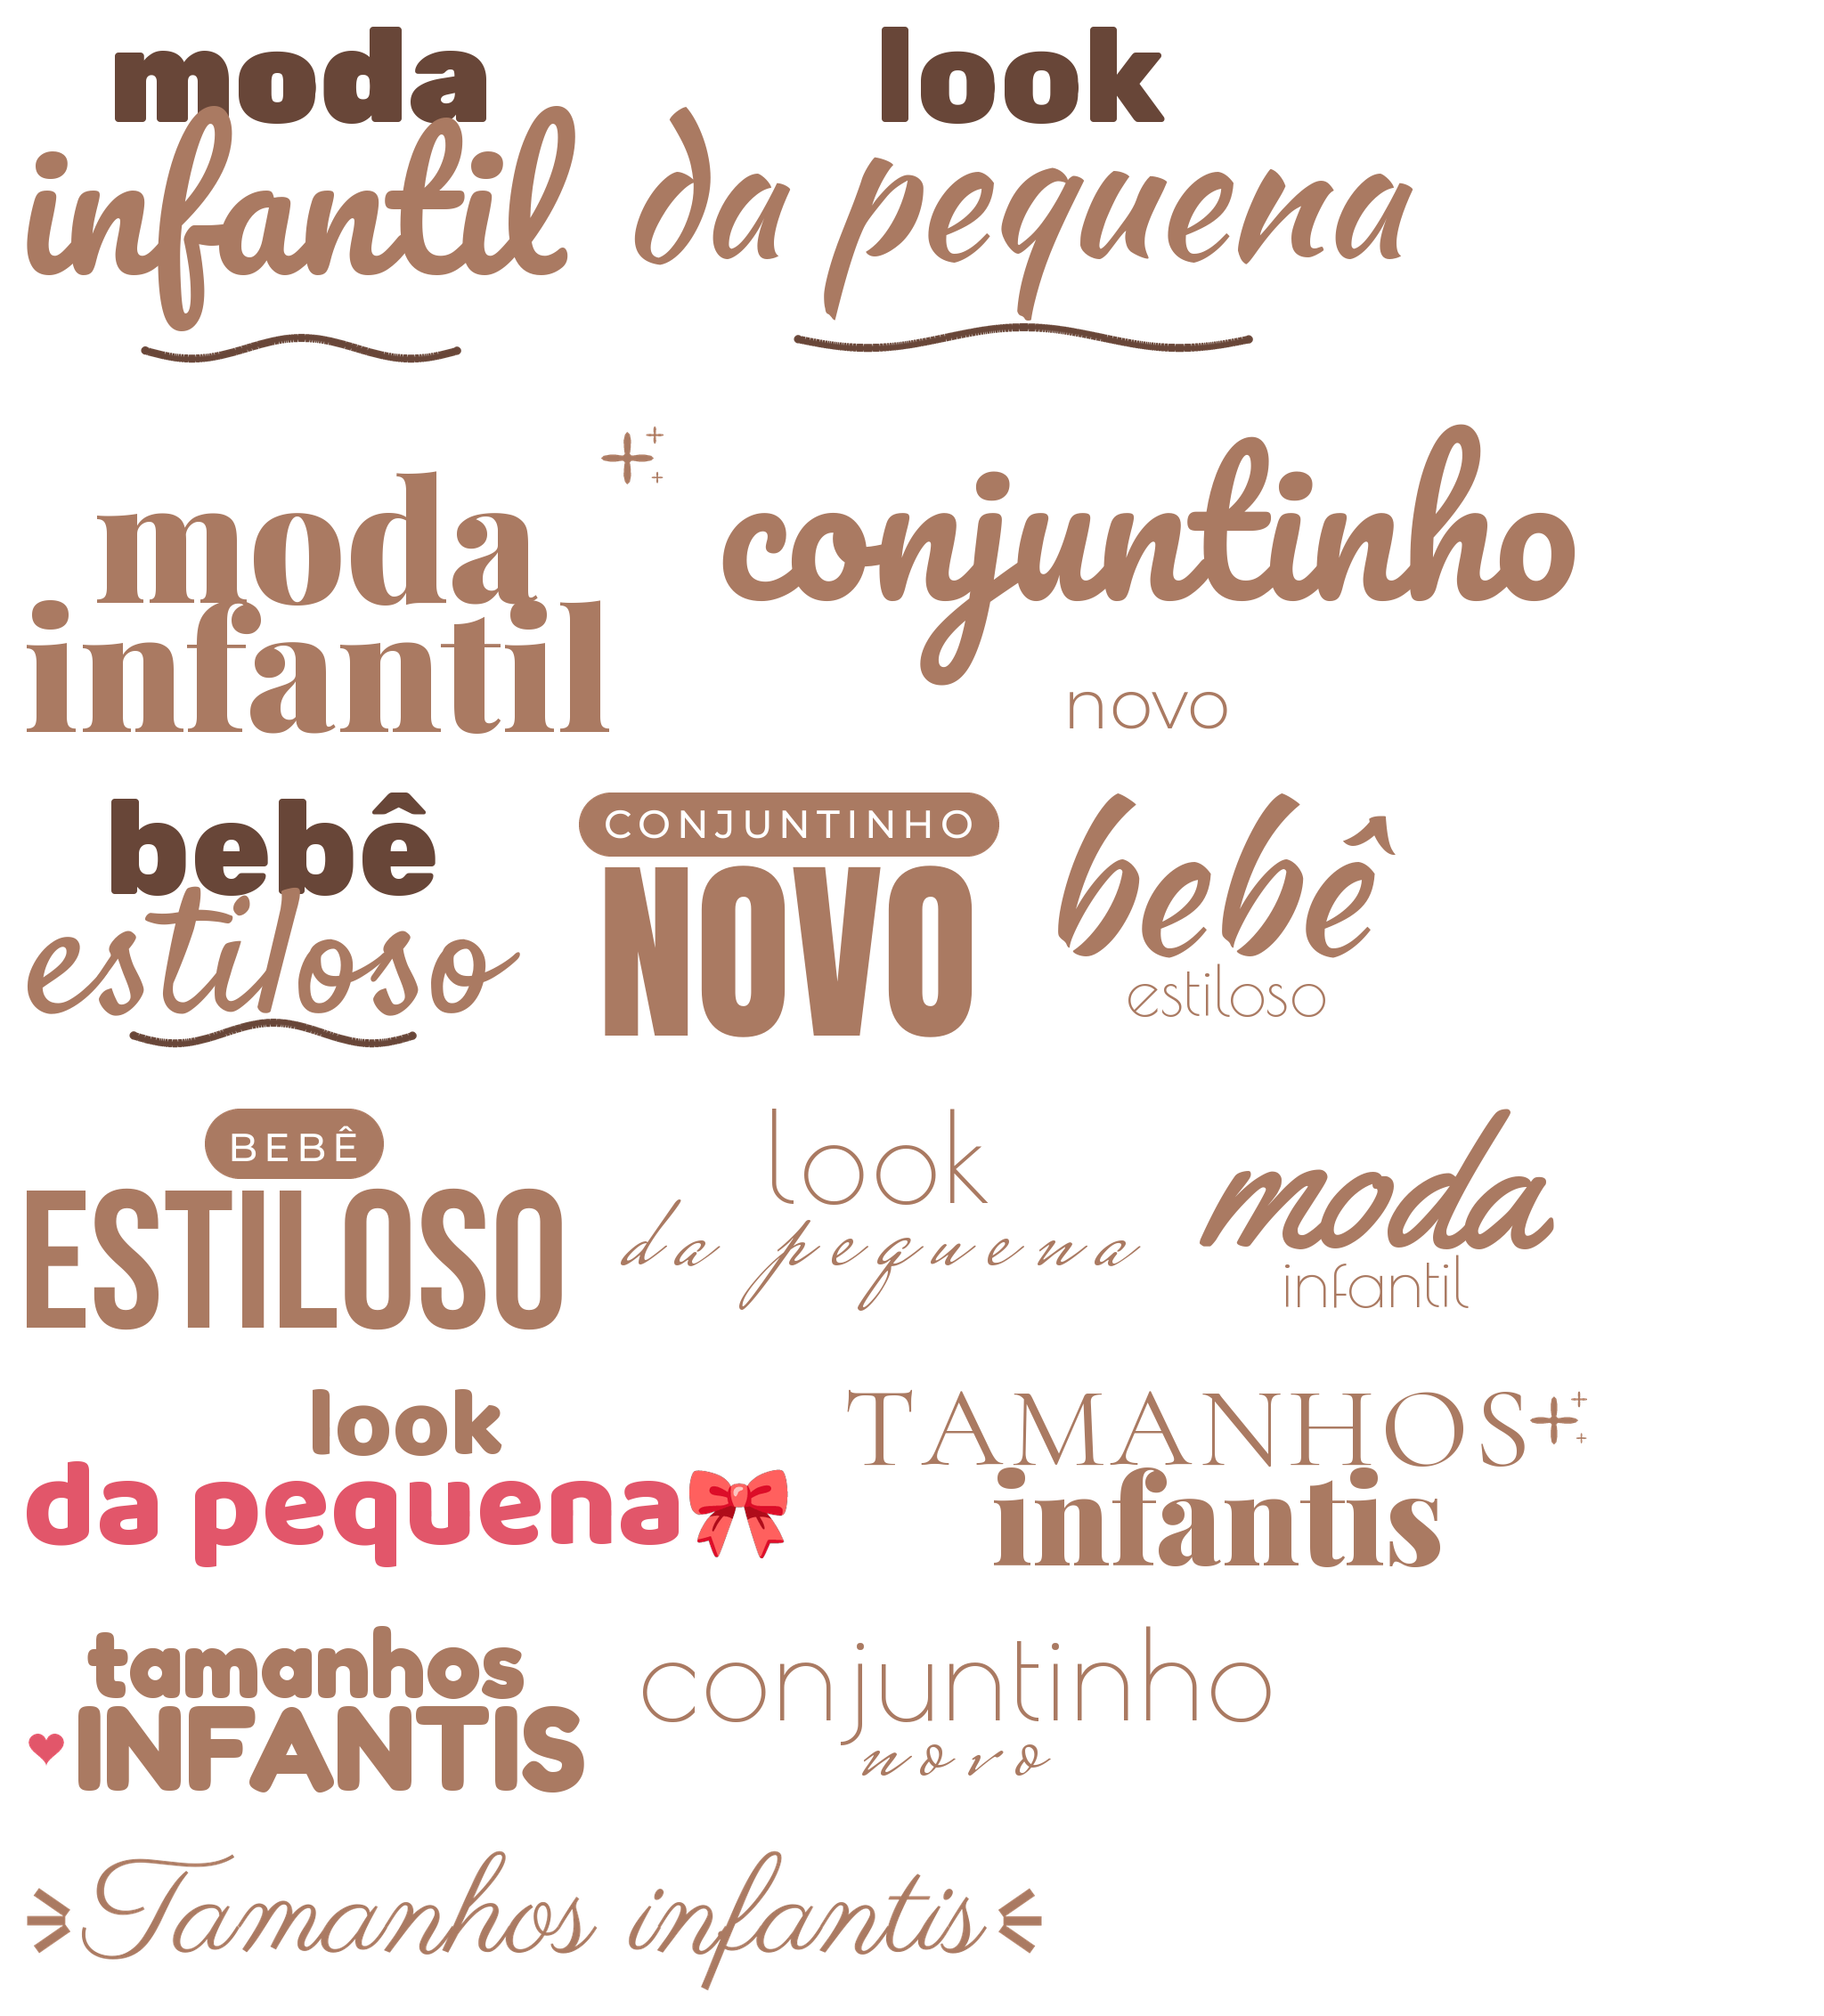 moda
infantil
look
da pequena
moda
infantil
conjuntinho
novo
bebê
estiloso
CONJUNTINHO
NOVO
bebê
estiloso
BEBÊ
ESTILOSO
look
da pequena
moda
infantil
look
da pequena
TAMANHOS
infantis
tamanhos
INFANTIS
conjuntinho
novo
Tamanhos infantis